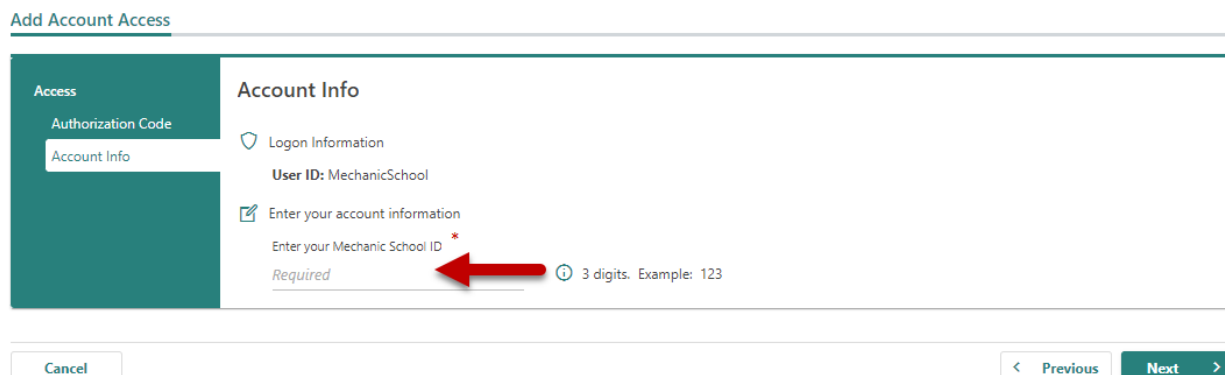 Add Account Access
Access
Authorization Code
Account Info
Account Info
Logon Information
User ID: MechanicSchool
Enter your account information
Enter your Mechanic School ID *
Required
3 digits. Example: 123
Cancel
< Previous
Next >